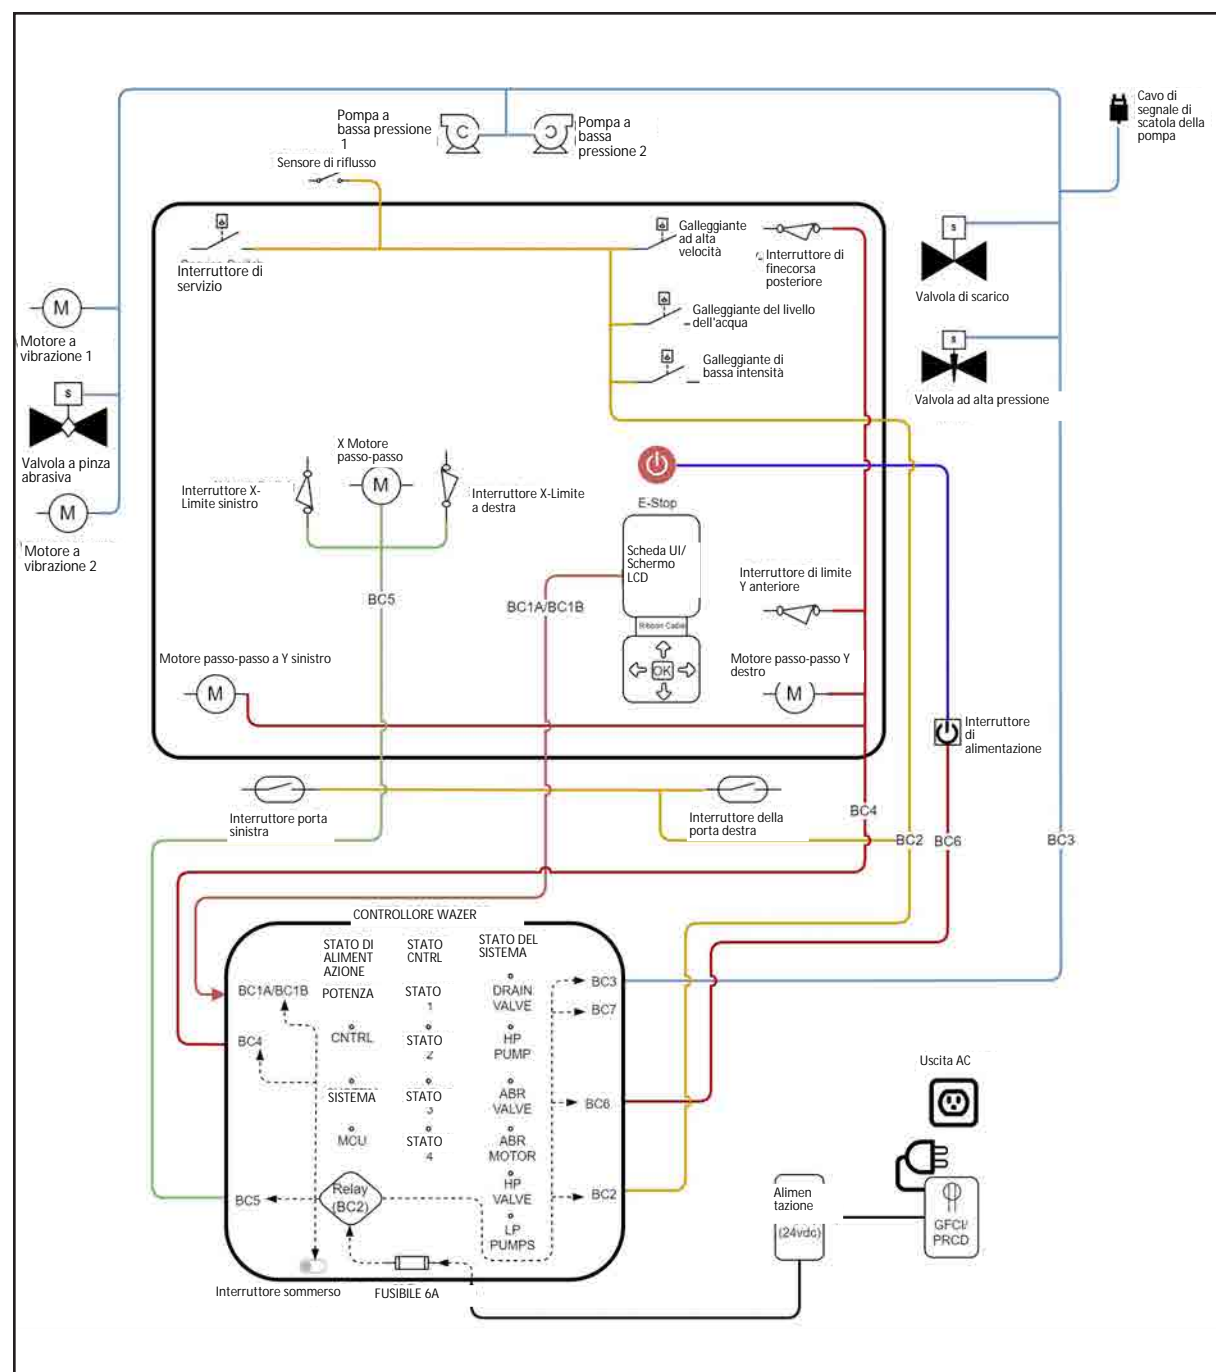 Cavo di
segnale di
scatola della
pompa
Pompa a
bassa pressione
1
C
C
Pompa a
bassa
pressione 2
Sensore di riflusso
Interruttore di
servizio
Galleggiante
ad alta
velocità
Interruttore di
finecorsa
posteriore
S
Valvola di scarico
M
Motore a
vibrazione 1
Galleggiante del livello
dell'acqua
Galleggiante di
bassa intensità
S
Valvola ad alta pressione
S
Valvola a pinza
abrasiva
M
Motore a
vibrazione 2
X Motore
passo-passo
M
Interruttore X-
Limite sinistro
Interruttore X-Limite
a destra
E-Stop
Scheda UI/
Schermo
LCD
Ribbon Cable
OK
BC5
BC1A/BC1B
Interruttore di limite
Y anteriore
Motore passo-passo a Y sinistro
M
Motore passo-passo Y
destro
M
Interruttore
di
alimentazione
Interruttore porta
sinistra
Interruttore della
porta destra
BC4
BC2
BC6
BC3
CONTROLLORE WAZER
STATO DI
ALIMENT
AZIONE
STATO
CNTRL
STATO DEL
SISTEMA
BC1A/BC1B
POTENZA
STATO
1
DRAIN
VALVE
BC3
BC7
BC4
CNTRL
STATO
2
HP
PUMP
SISTEMA
STATO
3
ABR
VALVE
BC6
MCU
STATO
4
ABR
MOTOR
BC5
Relay
(BC2)
HP
VALVE
BC2
LP
PUMPS
Interruttore sommerso
FUSIBILE 6A
Uscita AC
Alimen
tazione
(24vdc)
GFCI/
PRCD